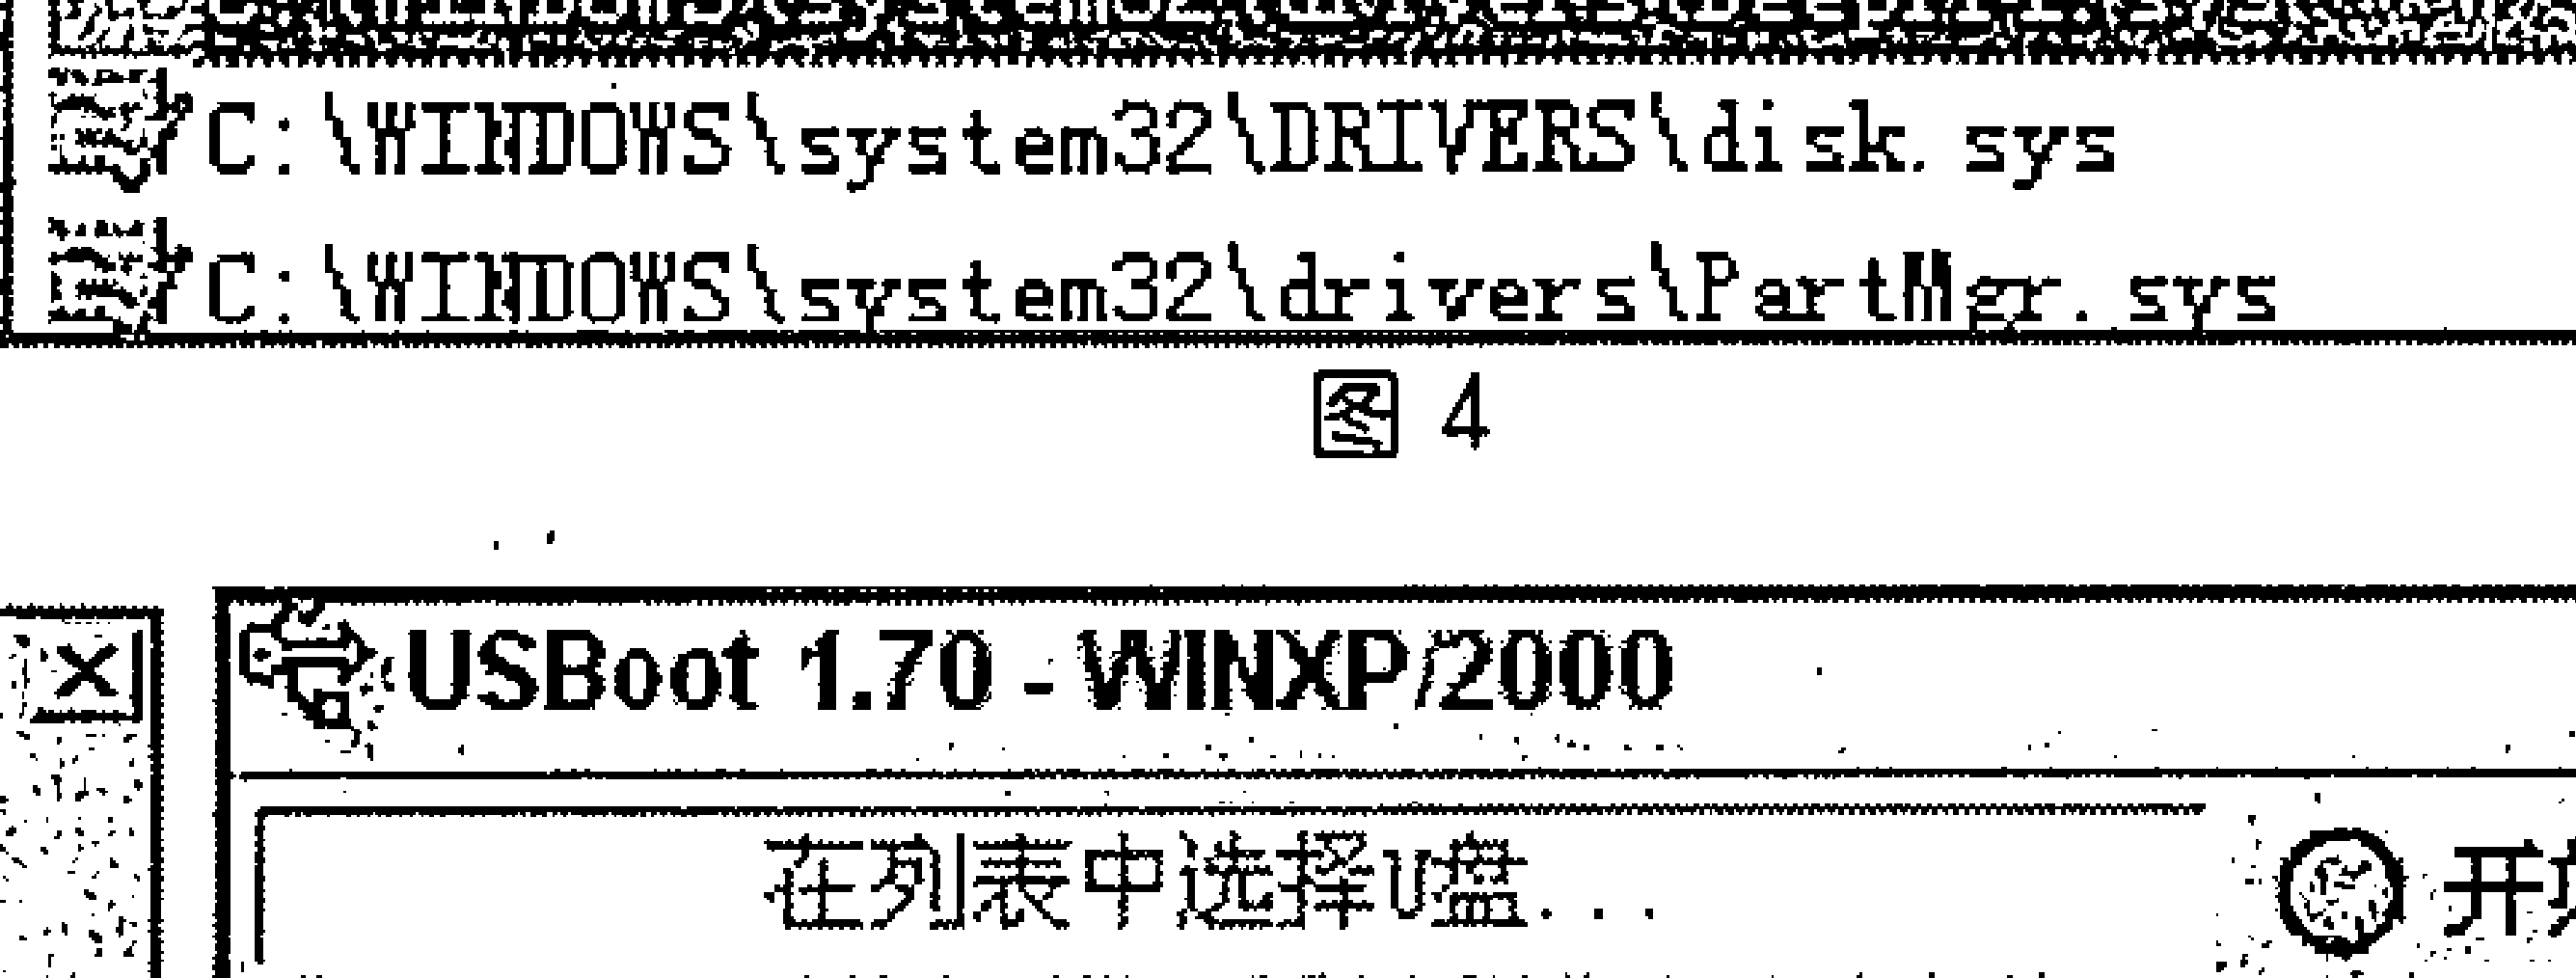 C:\WINDOWS\system32\DRIVERS\disk.sys
C:\WINDOWS\system32\drivers\PartMgr.sys
图 4
USBoot 1.70 - WINXP/2000
在列表中选择U盘...
开